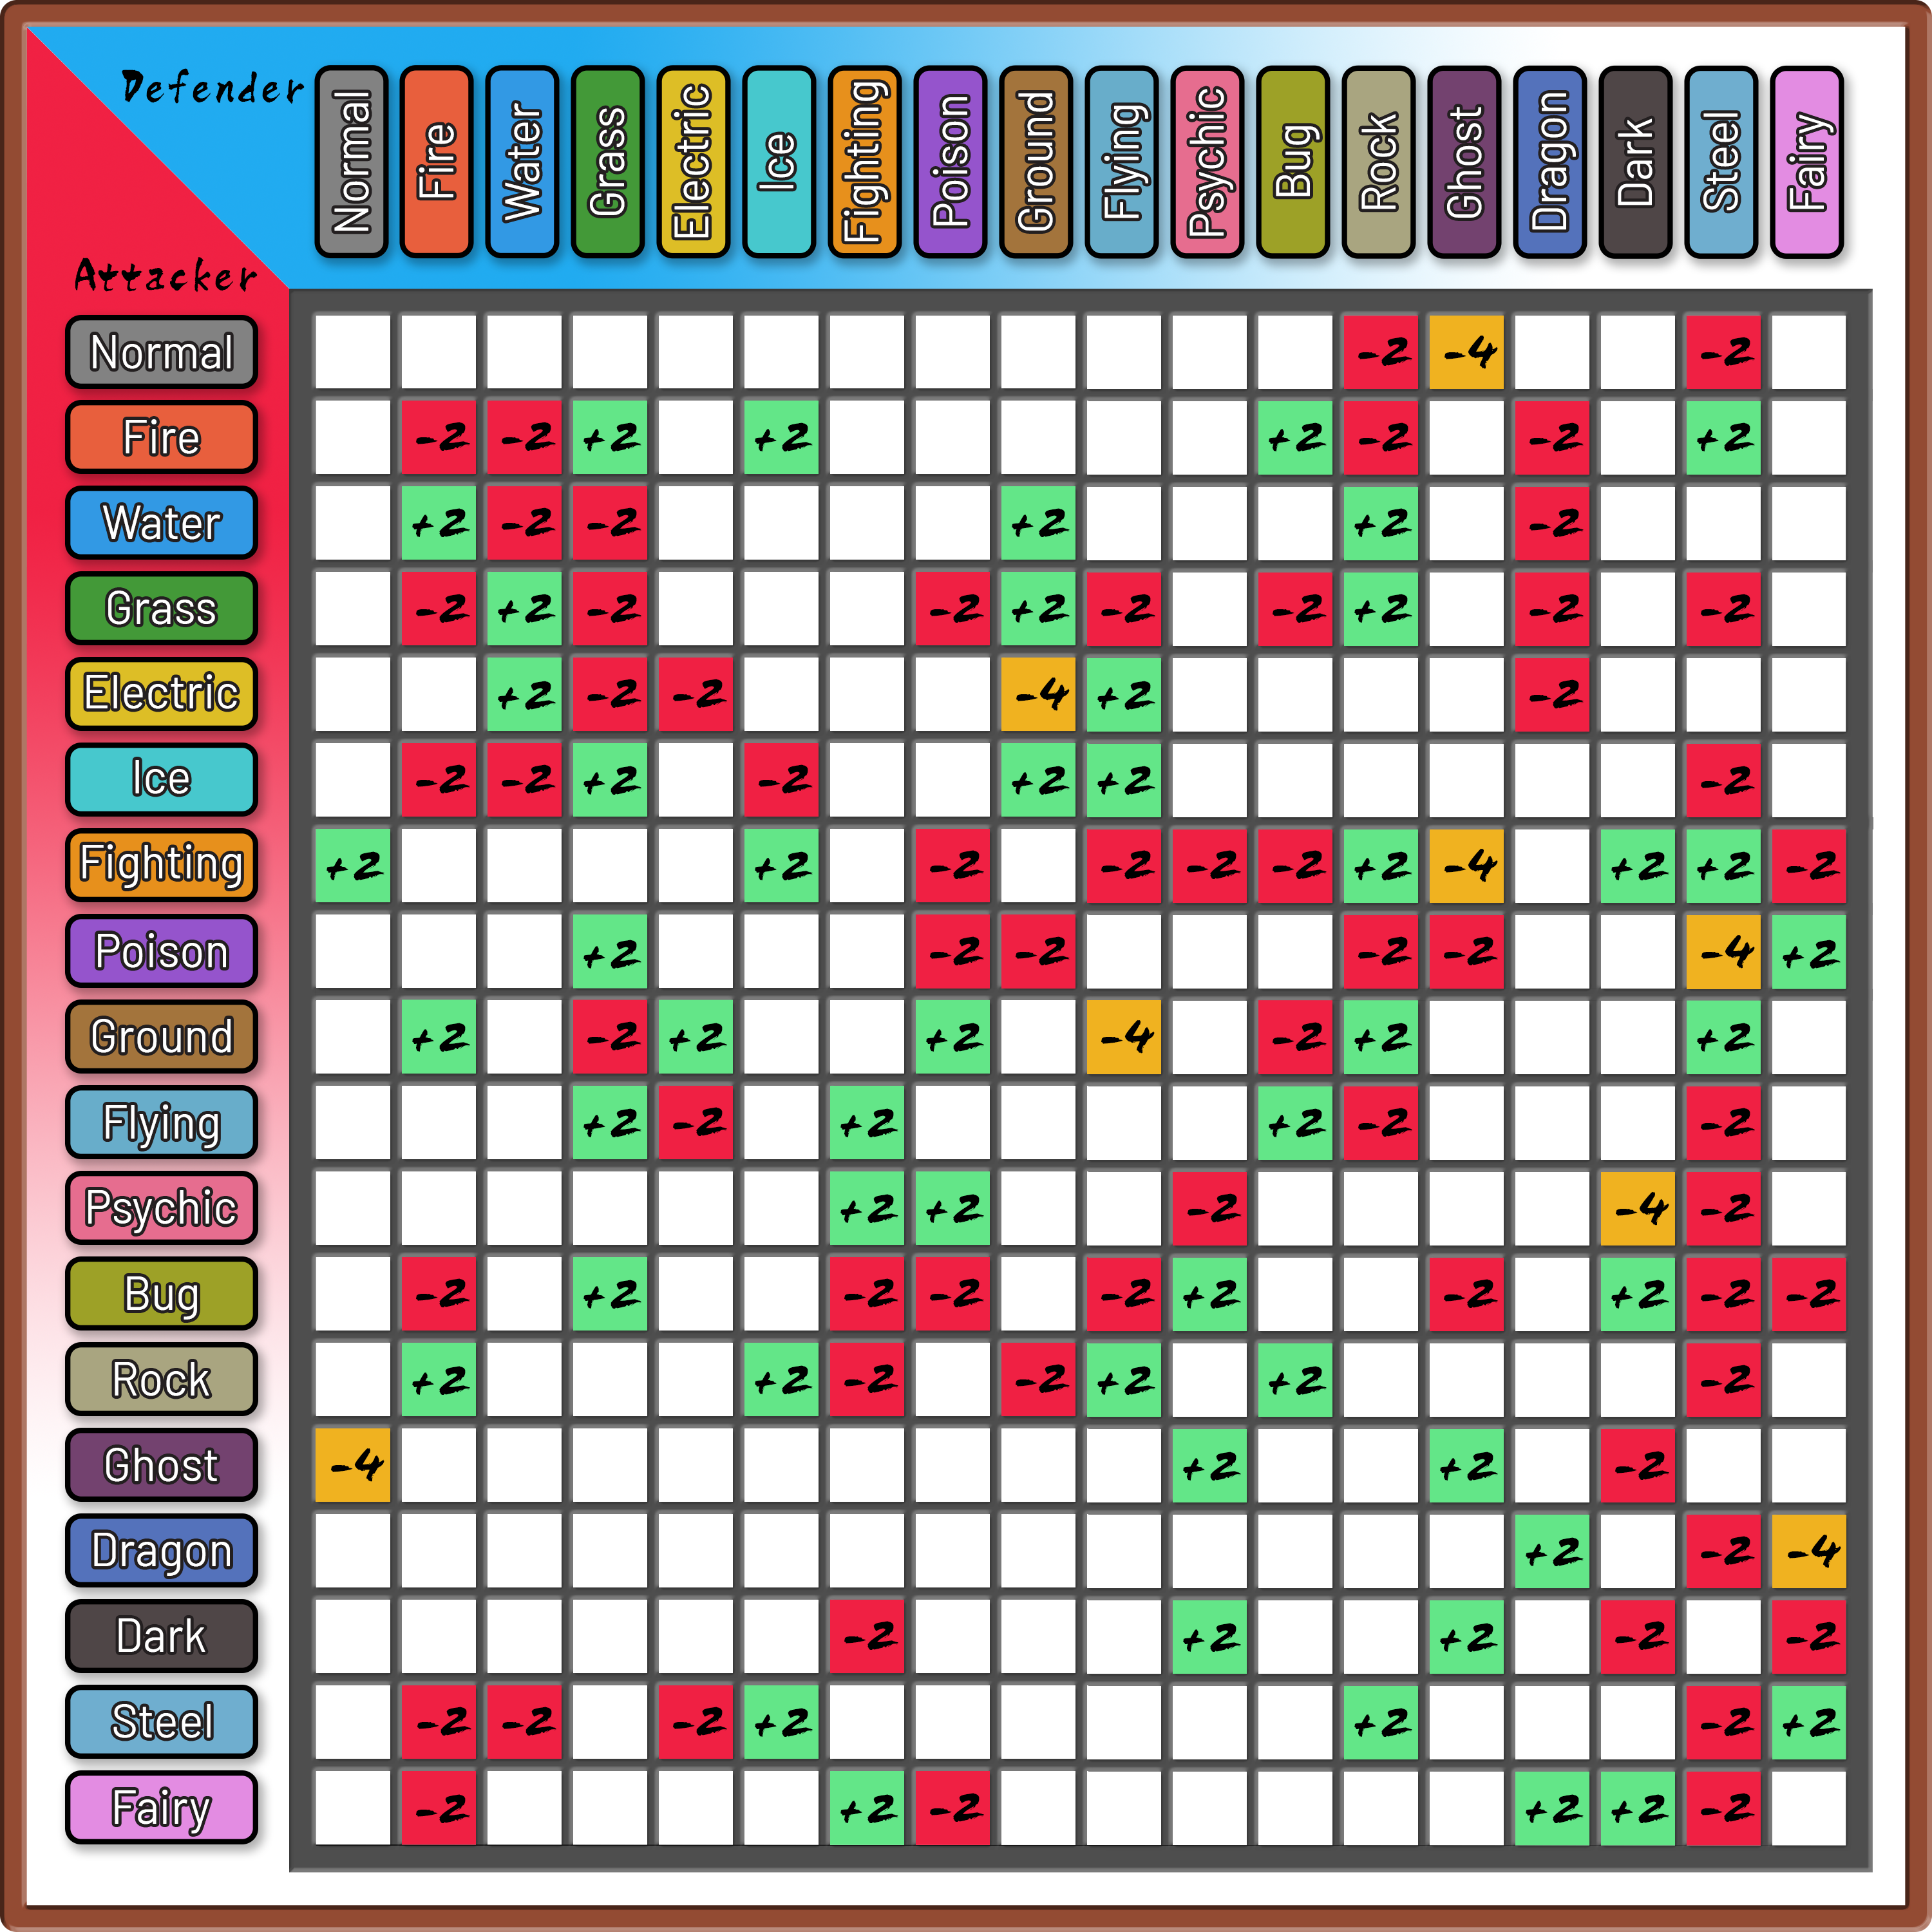 Defender
Normal Fire Water Grass Electric Ice Fighting Poison Ground Flying Psychic Bug Rock Ghost Dragon Dark Steel Fairy
Attacker
Normal -2 -4 -2
Fire -2 -2 +2 +2 +2 -2 -2 +2
Water +2 -2 -2 +2 +2 -2
Grass -2 +2 -2 -2 +2 -2 -2 +2 -2 -2
Electric +2 -2 -2 -4 +2 -2
Ice -2 -2 +2 -2 +2 +2 -2
Fighting +2 +2 -2 -2 -2 -2 +2 -4 +2 +2 -2
Poison +2 -2 -2 -2 -2 -4 +2
Ground +2 -2 +2 +2 -4 -2 +2 +2
Flying +2 -2 +2 +2 -2 -2
Psychic +2 +2 -2 -4 -2
Bug -2 +2 -2 -2 -2 +2 -2 +2 -2 -2
Rock +2 +2 -2 -2 +2 +2 -2
Ghost -4 +2 +2 -2
Dragon +2 -2 -4
Dark -2 +2 +2 -2 -2
Steel -2 -2 -2 +2 +2 -2 +2
Fairy -2 +2 -2 +2 +2 -2